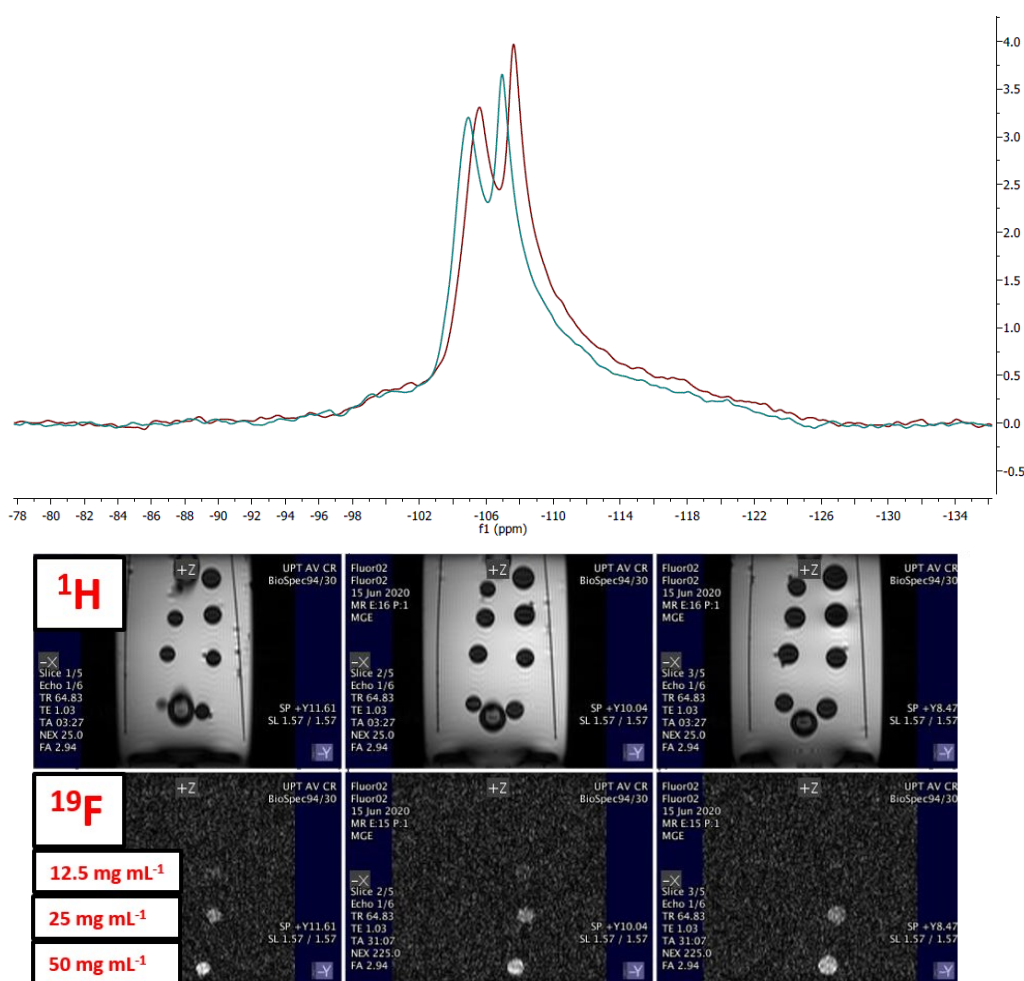 4.0
3.5
3.0
2.5
2.0
1.5
1.0
0.5
0.0
-0.5
-78 -80 -82 -84 -86 -88 -90 -92 -94 -96 -98 -102 -106 -110 -114 -118 -122 -126 -130 -134
f1 (ppm)
1H
+Z
UPT AV CR
BioSpec94/30
-X
Slice 1/5
Echo 1/6
TR 64.83
TE 1.03
TA 03:27
NEX 25.0
FA 2.94
SP +Y11.61
SL 1.57 / 1.57
-Y
Fluor02
Fluor02
15 Jun 2020
MR E:16 P:1
MGE
+Z
UPT AV CR
BioSpec94/30
-X
Slice 2/5
Echo 1/6
TR 64.83
TE 1.03
TA 03:27
NEX 25.0
FA 2.94
SP +Y10.04
SL 1.57 / 1.57
-Y
Fluor02
Fluor02
15 Jun 2020
MR E:16 P:1
MGE
+Z
UPT AV CR
BioSpec94/30
-X
Slice 3/5
Echo 1/6
TR 64.83
TE 1.03
TA 03:27
NEX 25.0
FA 2.94
SP +Y8.47
SL 1.57 / 1.57
-Y
19F
12.5 mg mL-1
25 mg mL-1
50 mg mL-1
+Z
UPT AV CR
BioSpec94/30
SP +Y11.61
SL 1.57 / 1.57
-Y
Fluor02
Fluor02
15 Jun 2020
MR E:15 P:1
MGE
+Z
UPT AV CR
BioSpec94/30
-X
Slice 2/5
Echo 1/6
TR 64.83
TE 1.03
TA 31:07
NEX 225.0
FA 2.94
SP +Y10.04
SL 1.57 / 1.57
-Y
Fluor02
Fluor02
15 Jun 2020
MR E:15 P:1
MGE
+Z
UPT AV CR
BioSpec94/30
-X
Slice 3/5
Echo 1/6
TR 64.83
TE 1.03
TA 31:07
NEX 225.0
FA 2.94
SP +Y8.47
SL 1.57 / 1.57
-Y